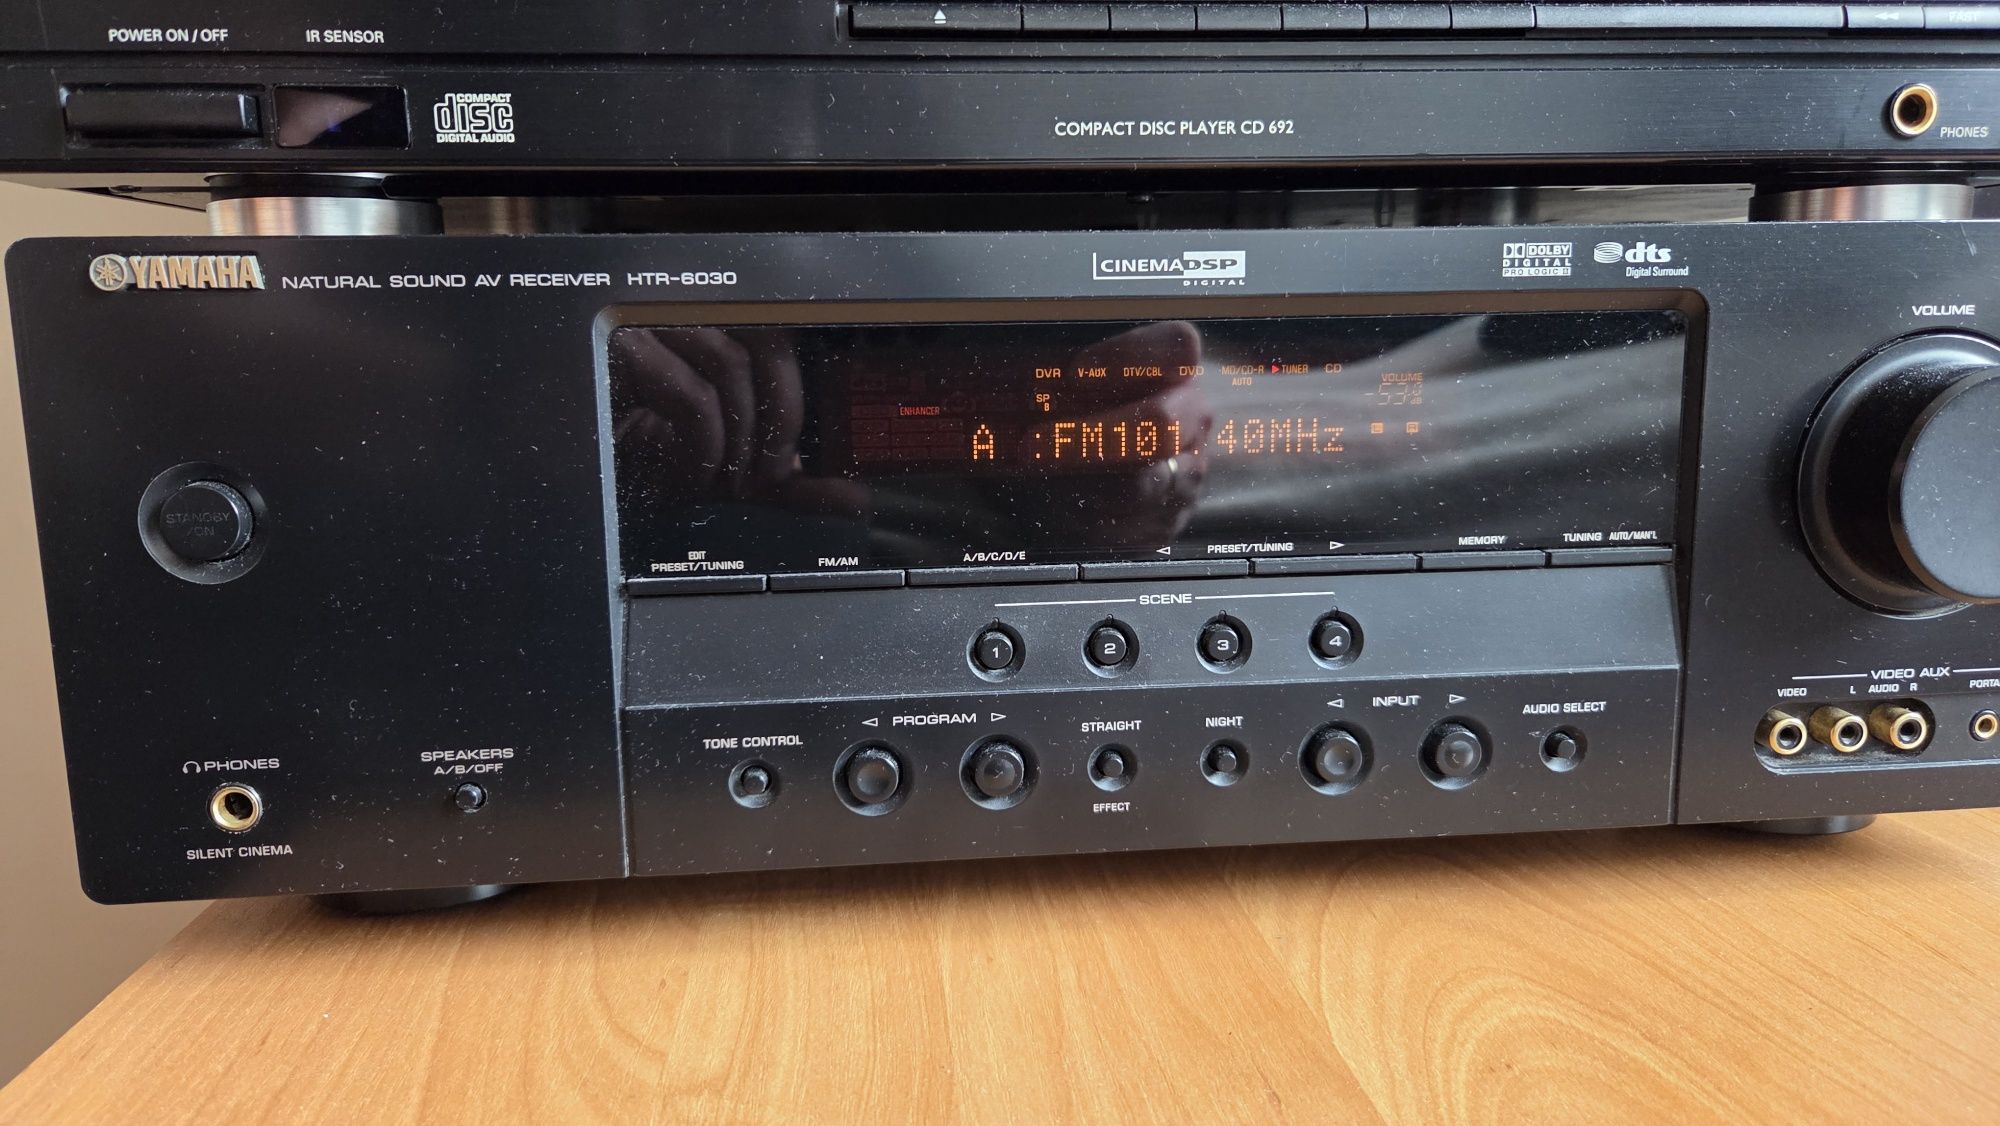 POWER ON / OFF
IR SENSOR
FAST
COMPACT
disc
DIGITAL AUDIO
COMPACT DISC PLAYER CD 692
PHONES
YAMAHA NATURAL SOUND AV RECEIVER HTR-6030
CINEMA DSP
DIGITAL
DOLBY
DIGITAL
PRO LOGIC II
dts
Digital Surround
VOLUME
DVR V-AUX DTV/CBL DVD MD/CD-R TUNER CD
AUTO
VOLUME
SP
B
dB
ENHANCER
A :FM101.40MHz
L R
STANDBY
/ON
EDIT
PRESET/TUNING
FM/AM
A/B/C/D/E
PRESET/TUNING
MEMORY
TUNING AUTO/MAN'L
SCENE
1 2 3 4
VIDEO AUX
VIDEO L AUDIO R
TONE CONTROL
PROGRAM
STRAIGHT
EFFECT
NIGHT
INPUT
AUDIO SELECT
PHONES
SILENT CINEMA
SPEAKERS
A/B/OFF